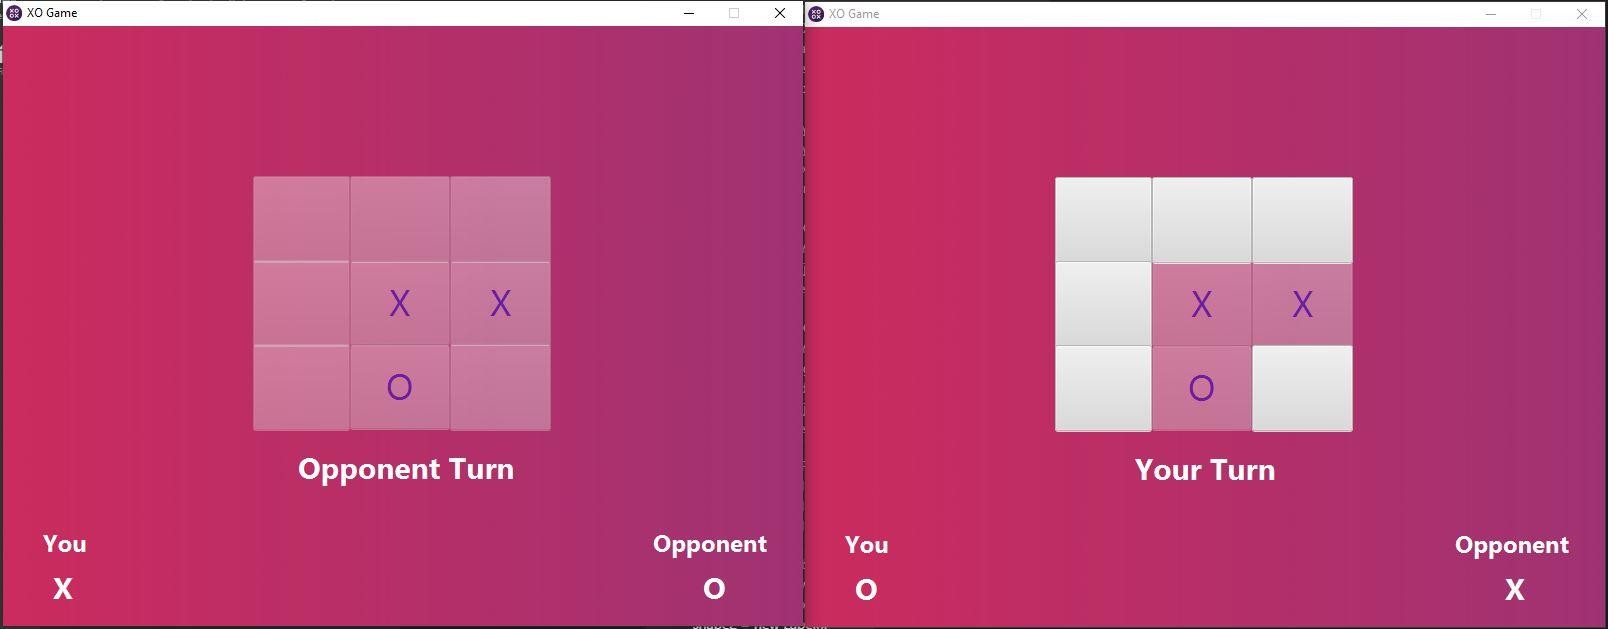 XO Game
X X
O
Opponent Turn
You Opponent
X O
XO Game
X X
O
Your Turn
You Opponent
O X